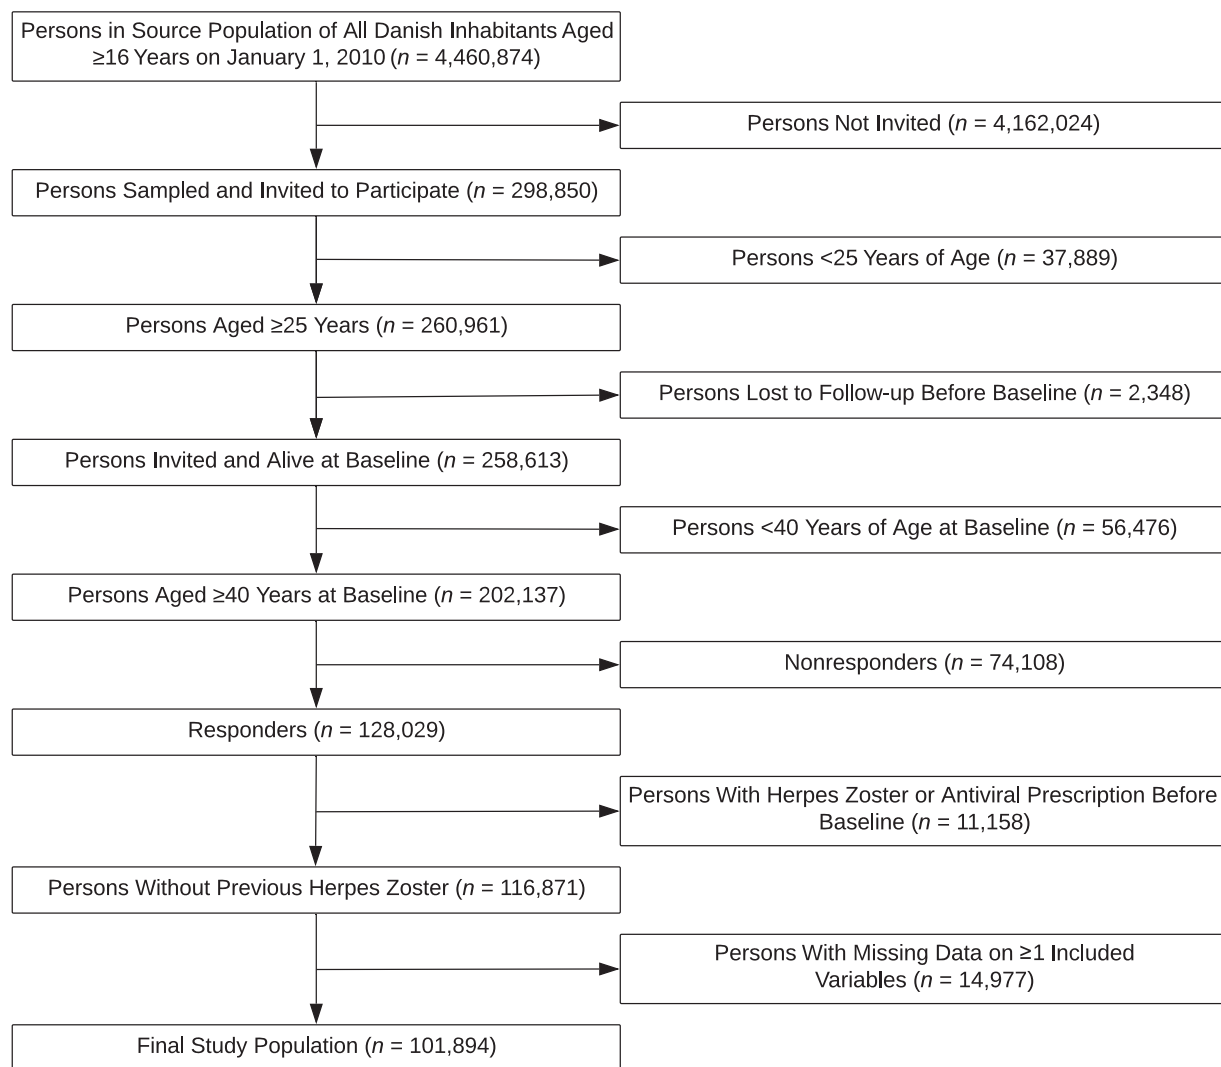 Persons in Source Population of All Danish Inhabitants Aged
≥16 Years on January 1, 2010 (n = 4,460,874)
Persons Not Invited (n = 4,162,024)
Persons Sampled and Invited to Participate (n = 298,850)
Persons <25 Years of Age (n = 37,889)
Persons Aged ≥25 Years (n = 260,961)
Persons Lost to Follow-up Before Baseline (n = 2,348)
Persons Invited and Alive at Baseline (n = 258,613)
Persons <40 Years of Age at Baseline (n = 56,476)
Persons Aged ≥40 Years at Baseline (n = 202,137)
Nonresponders (n = 74,108)
Responders (n = 128,029)
Persons With Herpes Zoster or Antiviral Prescription Before
Baseline (n = 11,158)
Persons Without Previous Herpes Zoster (n = 116,871)
Persons With Missing Data on ≥1 Included
Variables (n = 14,977)
Final Study Population (n = 101,894)